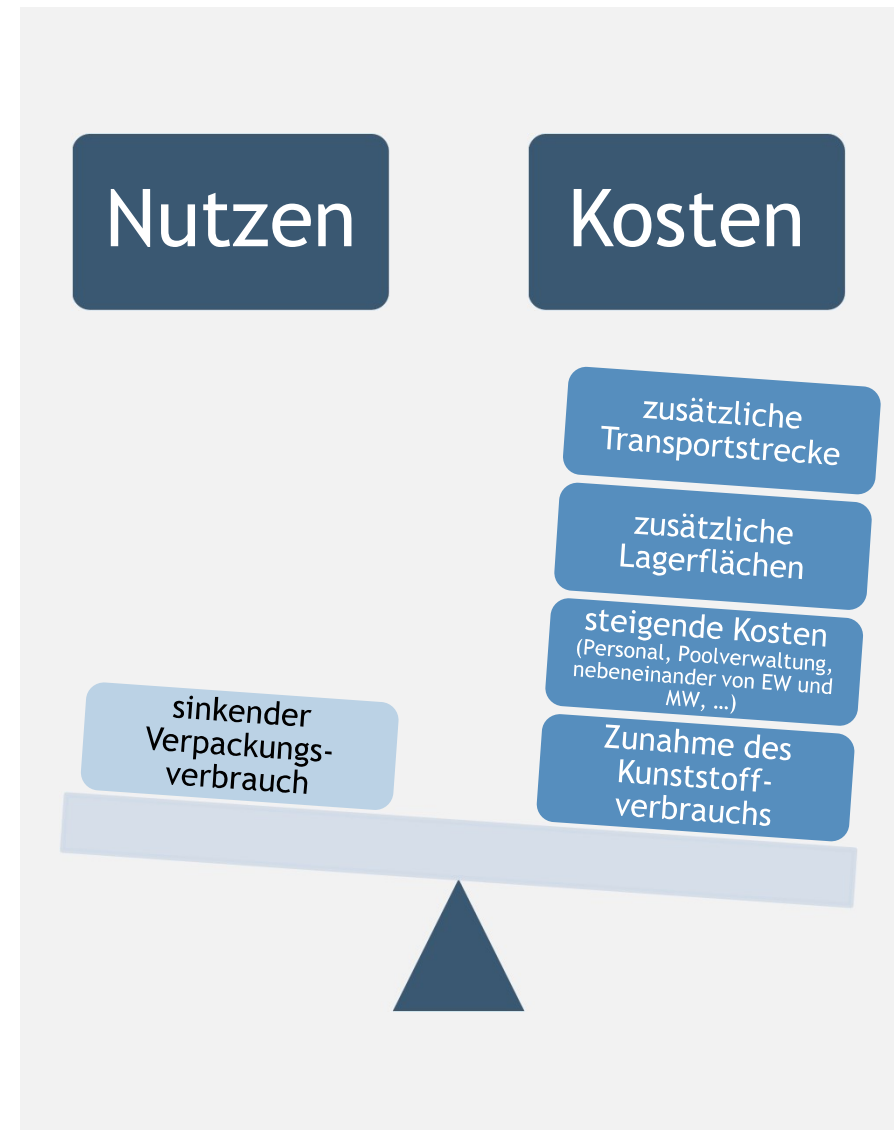 Nutzen
Kosten
zusätzliche
Transportstrecke
zusätzliche
Lagerflächen
steigende Kosten
(Personal, Poolverwaltung,
nebeneinander von EW und
MW, …)
Zunahme des
Kunststoff-
verbrauchs
sinkender
Verpackungs-
verbrauch